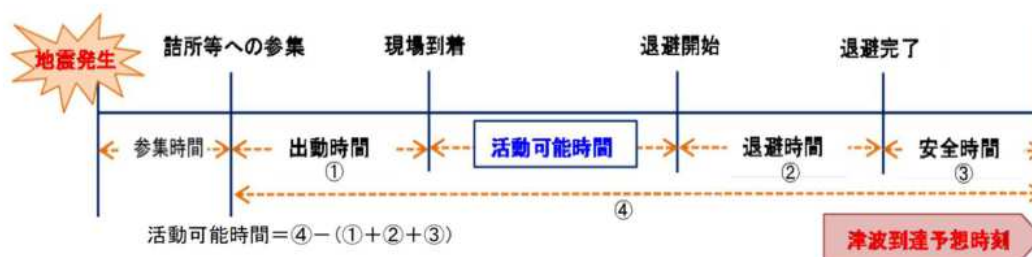 地震発生
詰所等への参集
現場到着
退避開始
退避完了
参集時間
出動時間
①
活動可能時間
退避時間
②
安全時間
③
④
活動可能時間=④-(①+②+③)
津波到達予想時刻